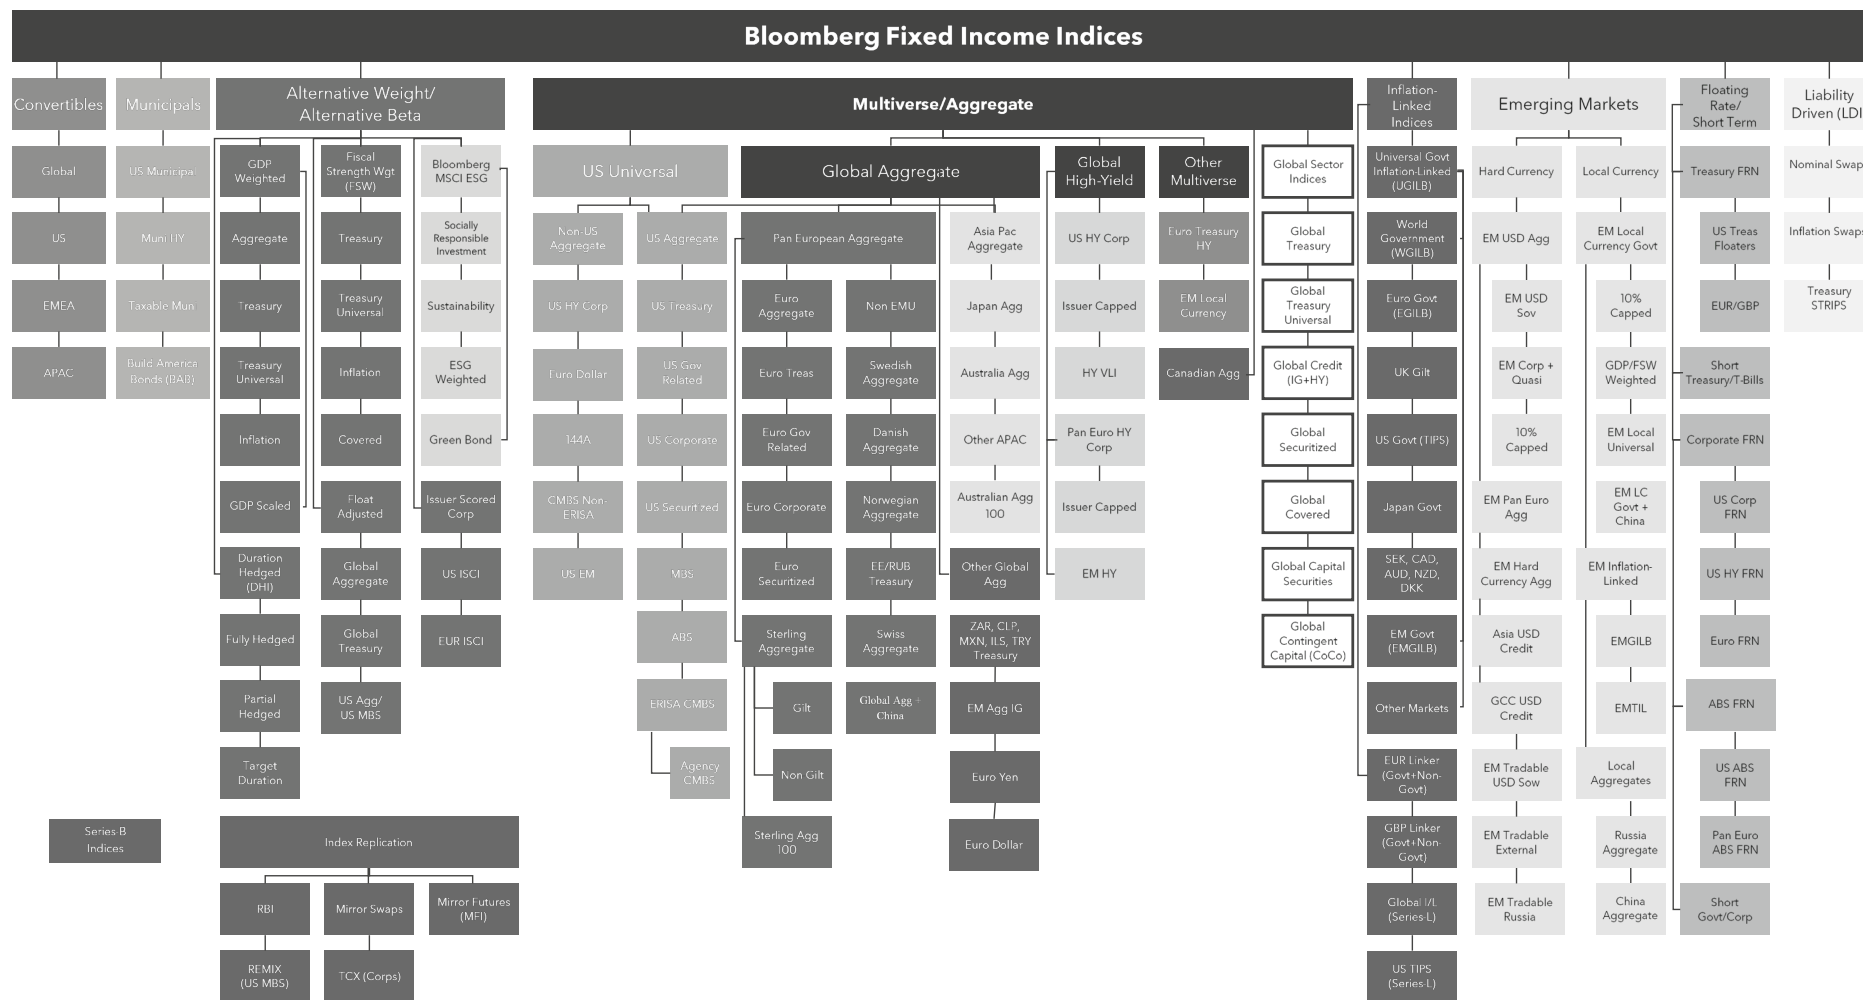 Bloomberg Fixed Income Indices
Convertibles
Global
US
EMEA
APAC
Municipals
US Municipal
Muni HY
Taxable Muni
Build America
Bonds (BAB)
Alternative Weight/
Alternative Beta
GDP
Weighted
Aggregate
Treasury
Treasury
Universal
Inflation
GDP Scaled
Duration
Hedged
(DHI)
Fully Hedged
Partial
Hedged
Target
Duration
Fiscal
Strength Wgt
(FSW)
Treasury
Treasury
Universal
Inflation
Covered
Float
Adjusted
Global
Aggregate
Global
Treasury
US Agg/
US MBS
Bloomberg
MSCI ESG
Socially
Responsible
Investment
Sustainability
ESG
Weighted
Green Bond
Issuer Scored
Corp
US ISCI
EUR ISCI
Multiverse/Aggregate
US Universal
Non-US
Aggregate
US HY Corp
Euro Dollar
144A
CMBS Non-
ERISA
US EM
US Aggregate
US Treasury
US Gov
Related
US Corporate
US Securitized
MBS
ABS
ERISA CMBS
Agency
CMBS
Global Aggregate
Pan European Aggregate
Euro
Aggregate
Euro Treas
Euro Gov
Related
Euro Corporate
Euro
Securitized
Sterling
Aggregate
Gilt
Non Gilt
Sterling Agg
100
Non EMU
Swedish
Aggregate
Danish
Aggregate
Norwegian
Aggregate
EE/RUB
Treasury
Swiss
Aggregate
Global Agg +
China
Asia Pac
Aggregate
Japan Agg
Australia Agg
Other APAC
Australian Agg
100
Other Global
Agg
ZAR, CLP,
MXN, ILS, TRY
Treasury
EM Agg IG
Euro Yen
Euro Dollar
Global
High-Yield
US HY Corp
Issuer Capped
HY VLI
Pan Euro HY
Corp
Issuer Capped
EM HY
Other
Multiverse
Euro Treasury
HY
EM Local
Currency
Canadian Agg
Global Sector
Indices
Global
Treasury
Global
Treasury
Universal
Global Credit
(IG+HY)
Global
Securitized
Global
Covered
Global Capital
Securities
Global
Contingent
Capital (CoCo)
Inflation-
Linked
Indices
Universal Govt
Inflation-Linked
(UGILB)
World
Government
(WGILB)
Euro Govt
(EGILB)
UK Gilt
US Govt (TIPS)
Japan Govt
SEK, CAD,
AUD, NZD,
DKK
EM Govt
(EMGILB)
Other Markets
EUR Linker
(Govt+Non-
Govt)
GBP Linker
(Govt+Non-
Govt)
Global I/L
(Series-L)
US TIPS
(Series-L)
Emerging Markets
Hard Currency
EM USD Agg
EM USD
Sov
EM Corp +
Quasi
10%
Capped
EM Pan Euro
Agg
EM Hard
Currency Agg
Asia USD
Credit
GCC USD
Credit
EM Tradable
USD Sow
EM Tradable
External
EM Tradable
Russia
Local Currency
EM Local
Currency Govt
10%
Capped
GDP/FSW
Weighted
EM Local
Universal
EM LC
Govt +
China
EM Inflation-
Linked
EMGILB
EMTIL
Local
Aggregates
Russia
Aggregate
China
Aggregate
Floating
Rate/
Short Term
Treasury FRN
US Treas
Floaters
EUR/GBP
Short
Treasury/T-Bills
Corporate FRN
US Corp
FRN
US HY FRN
Euro FRN
ABS FRN
US ABS
FRN
Pan Euro
ABS FRN
Short
Govt/Corp
Liability
Driven (LDI
Nominal Swap
Inflation Swaps
Treasury
STRIPS
Series-B
Indices
Index Replication
RBI
REMIX
(US MBS)
Mirror Swaps
TCX (Corps)
Mirror Futures
(MFI)